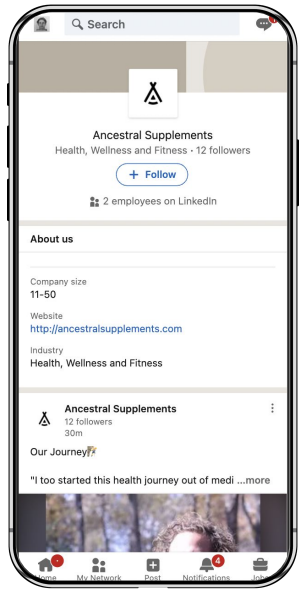 Search
Ancestral Supplements
Health, Wellness and Fitness · 12 followers
+ Follow
2 employees on LinkedIn
About us
Company size
11-50
Website
http://ancestralsupplements.com
Industry
Health, Wellness and Fitness
Ancestral Supplements
12 followers
30m
Our Journey
"I too started this health journey out of medi ...more
4
Home My Network Post Notifications Jobs